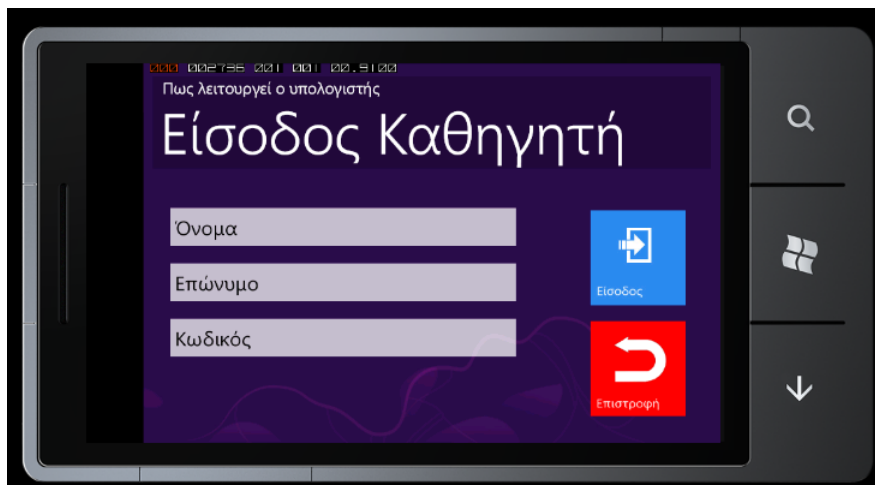 000 002736 001 001 00.9100
Πως λειτουργεί ο υπολογιστής
Είσοδος Καθηγητή
Όνομα
Επώνυμο
Κωδικός
Είσοδος
Επιστροφή